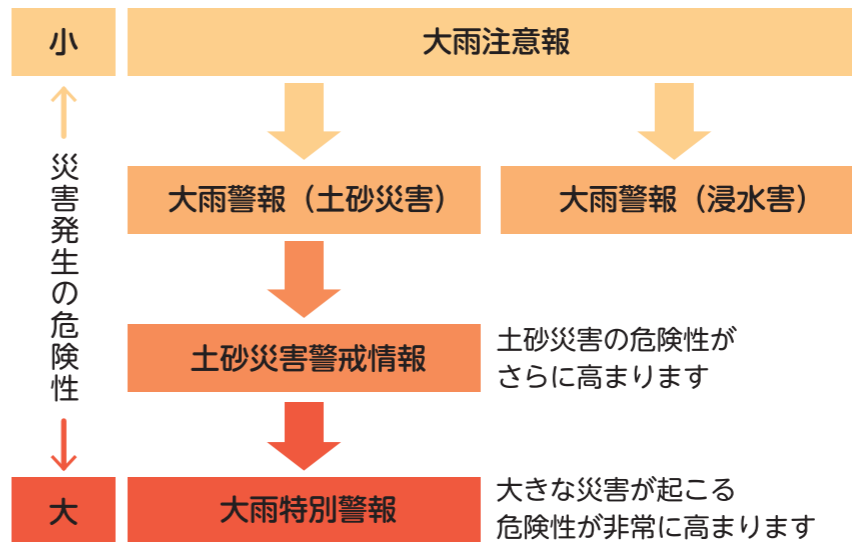 小
大雨注意報
災害発生の危険性
大雨警報（土砂災害）
大雨警報（浸水害）
土砂災害警戒情報
土砂災害の危険性が
さらに高まります
大
大雨特別警報
大きな災害が起こる
危険性が非常に高まります